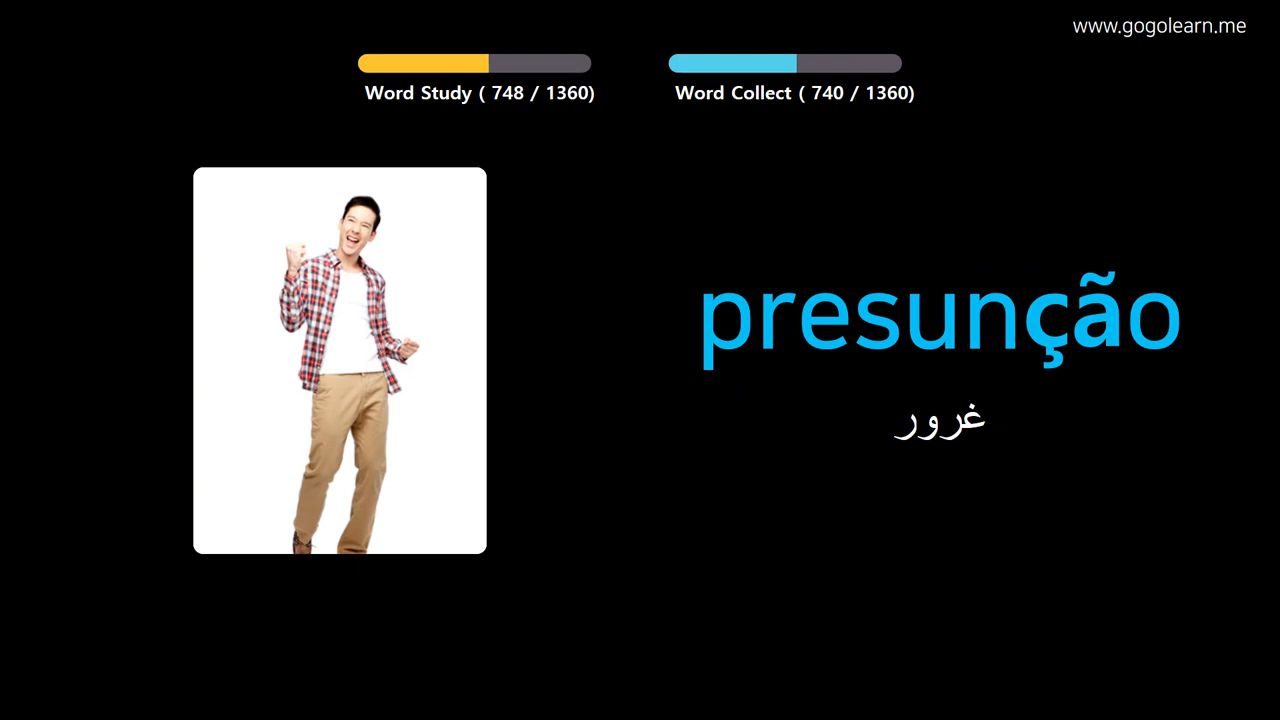 www.gogolearn.me
Word Study ( 748 / 1360)
Word Collect ( 740 / 1360)
presunção
غرور